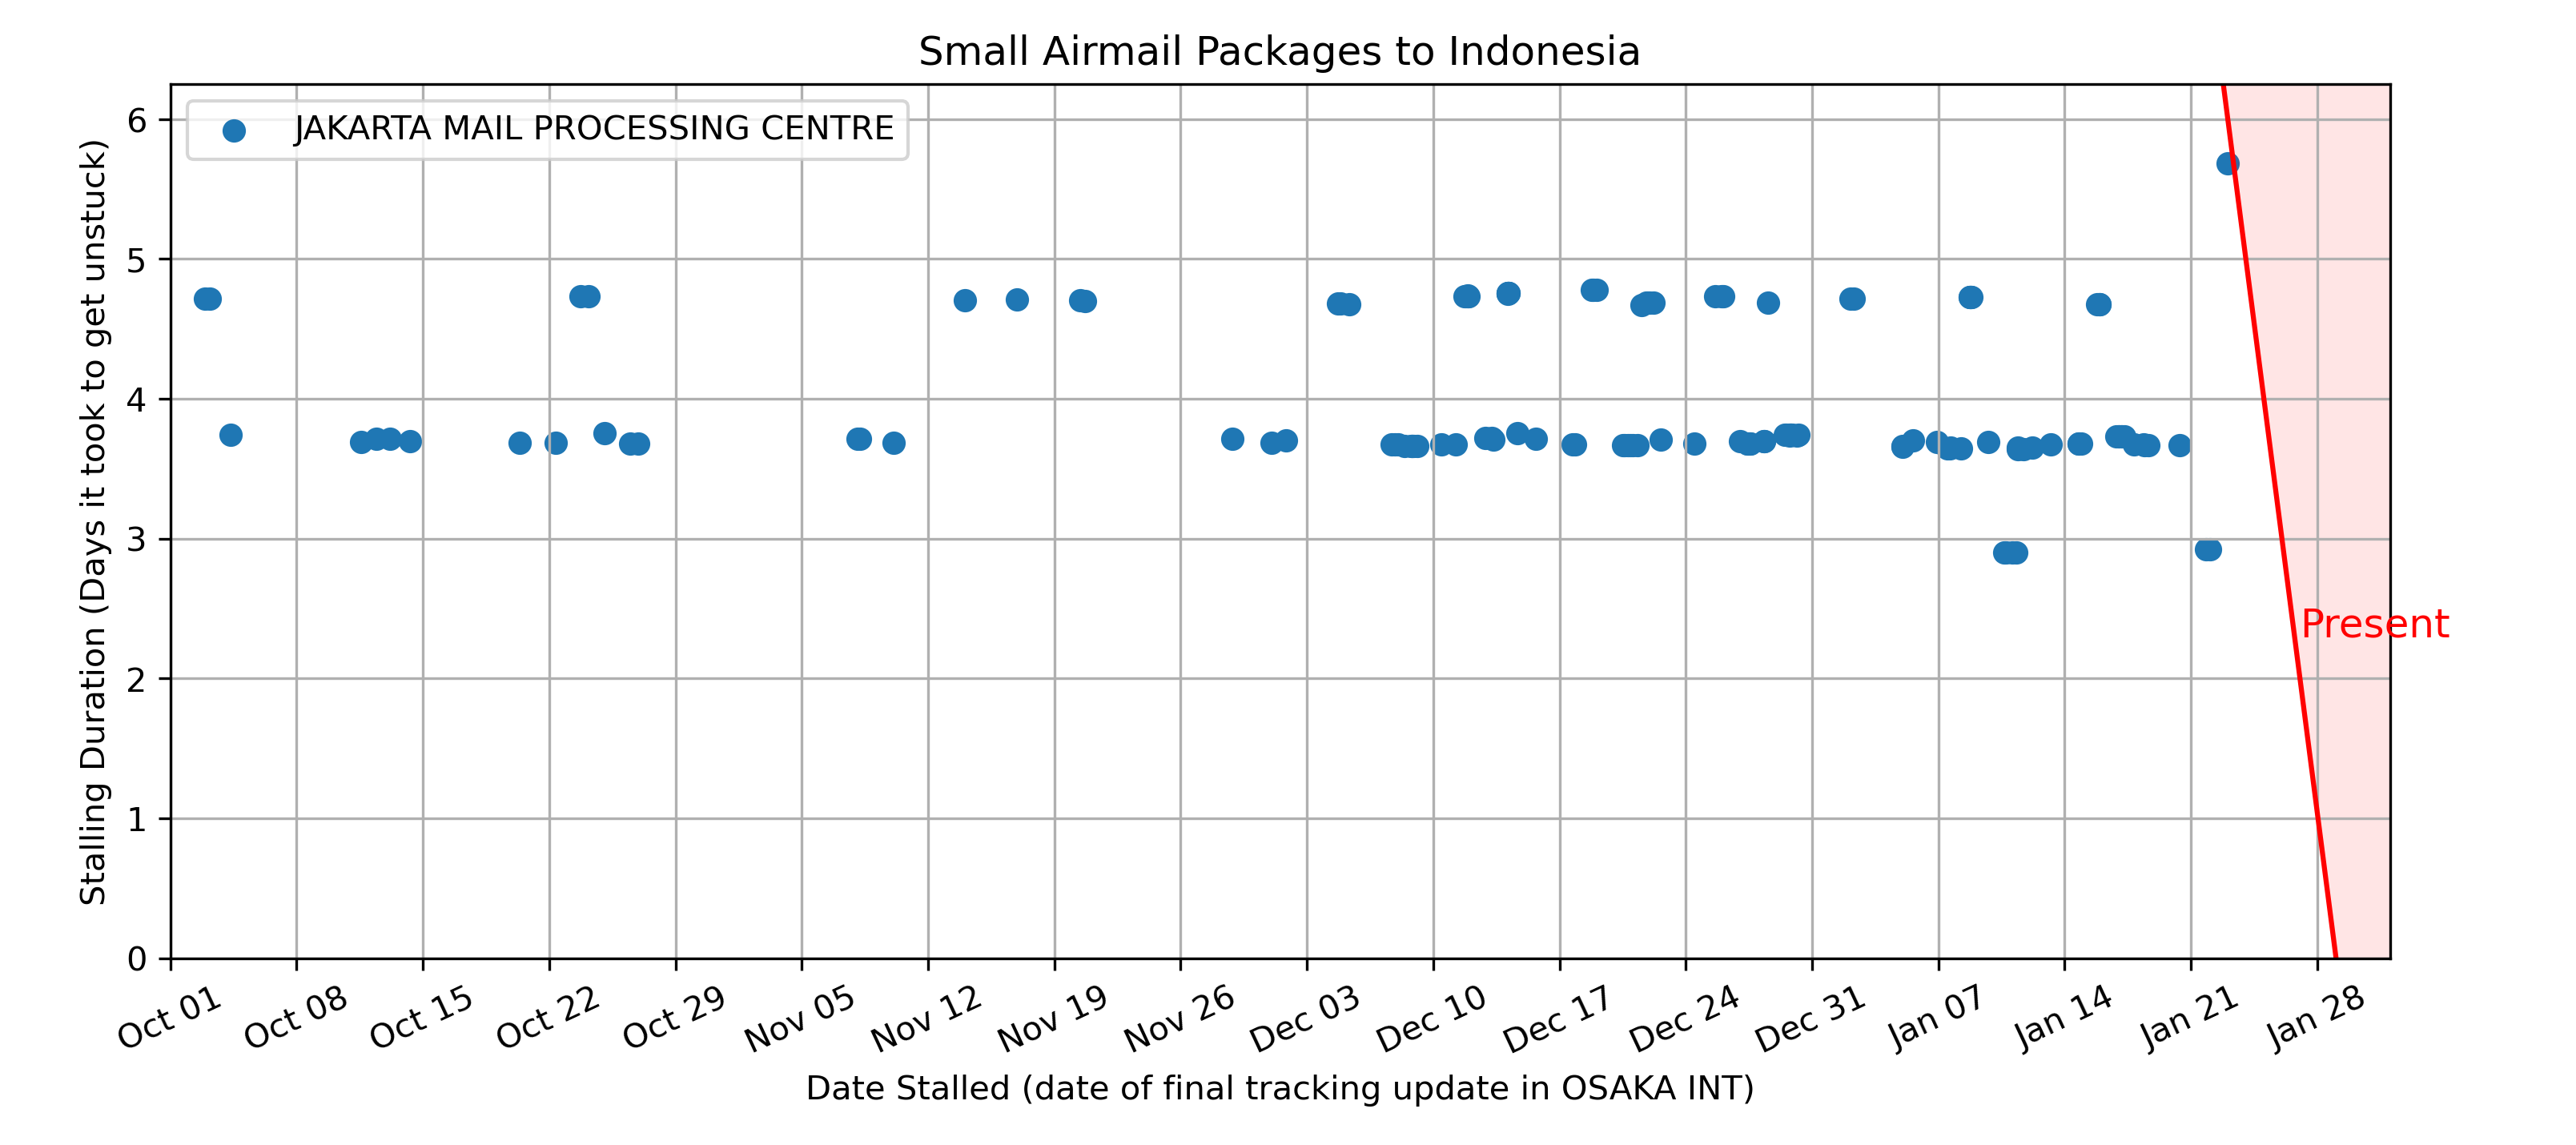 Small Airmail Packages to Indonesia
JAKARTA MAIL PROCESSING CENTRE
Stalling Duration (Days it took to get unstuck)
6
5
4
3
2
1
0
Present
Oct 01
Oct 08
Oct 15
Oct 22
Oct 29
Nov 05
Nov 12
Nov 19
Nov 26
Dec 03
Dec 10
Dec 17
Dec 24
Dec 31
Jan 07
Jan 14
Jan 21
Jan 28
Date Stalled (date of final tracking update in OSAKA INT)